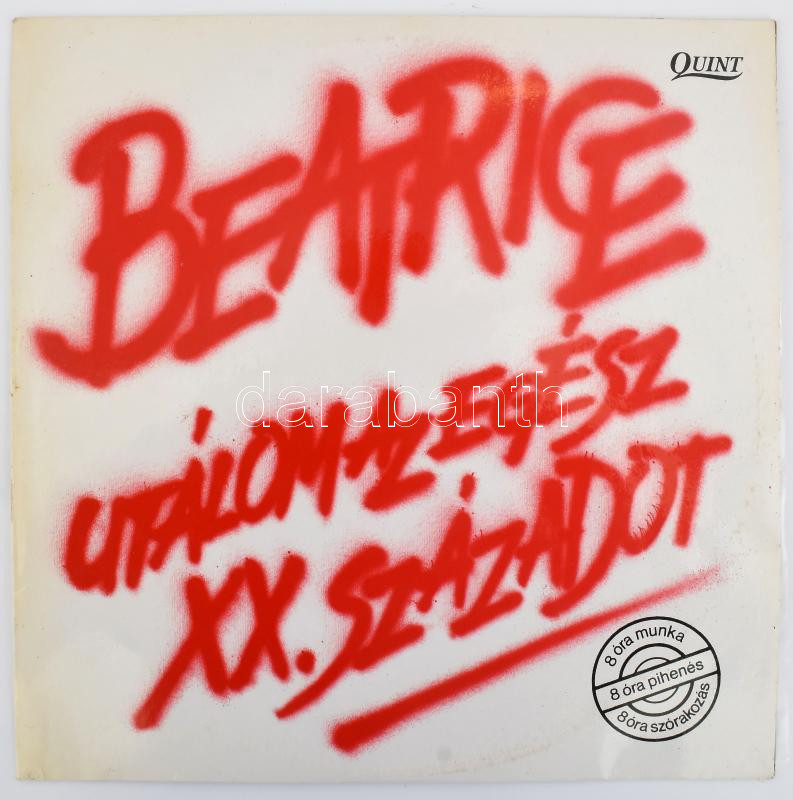 QUINT
BEATRICE
UTÁLOM AZ EGÉSZ
XX. SZÁZADOT
darabanth
8 óra munka
8 óra pihenés
8 óra szórakozás